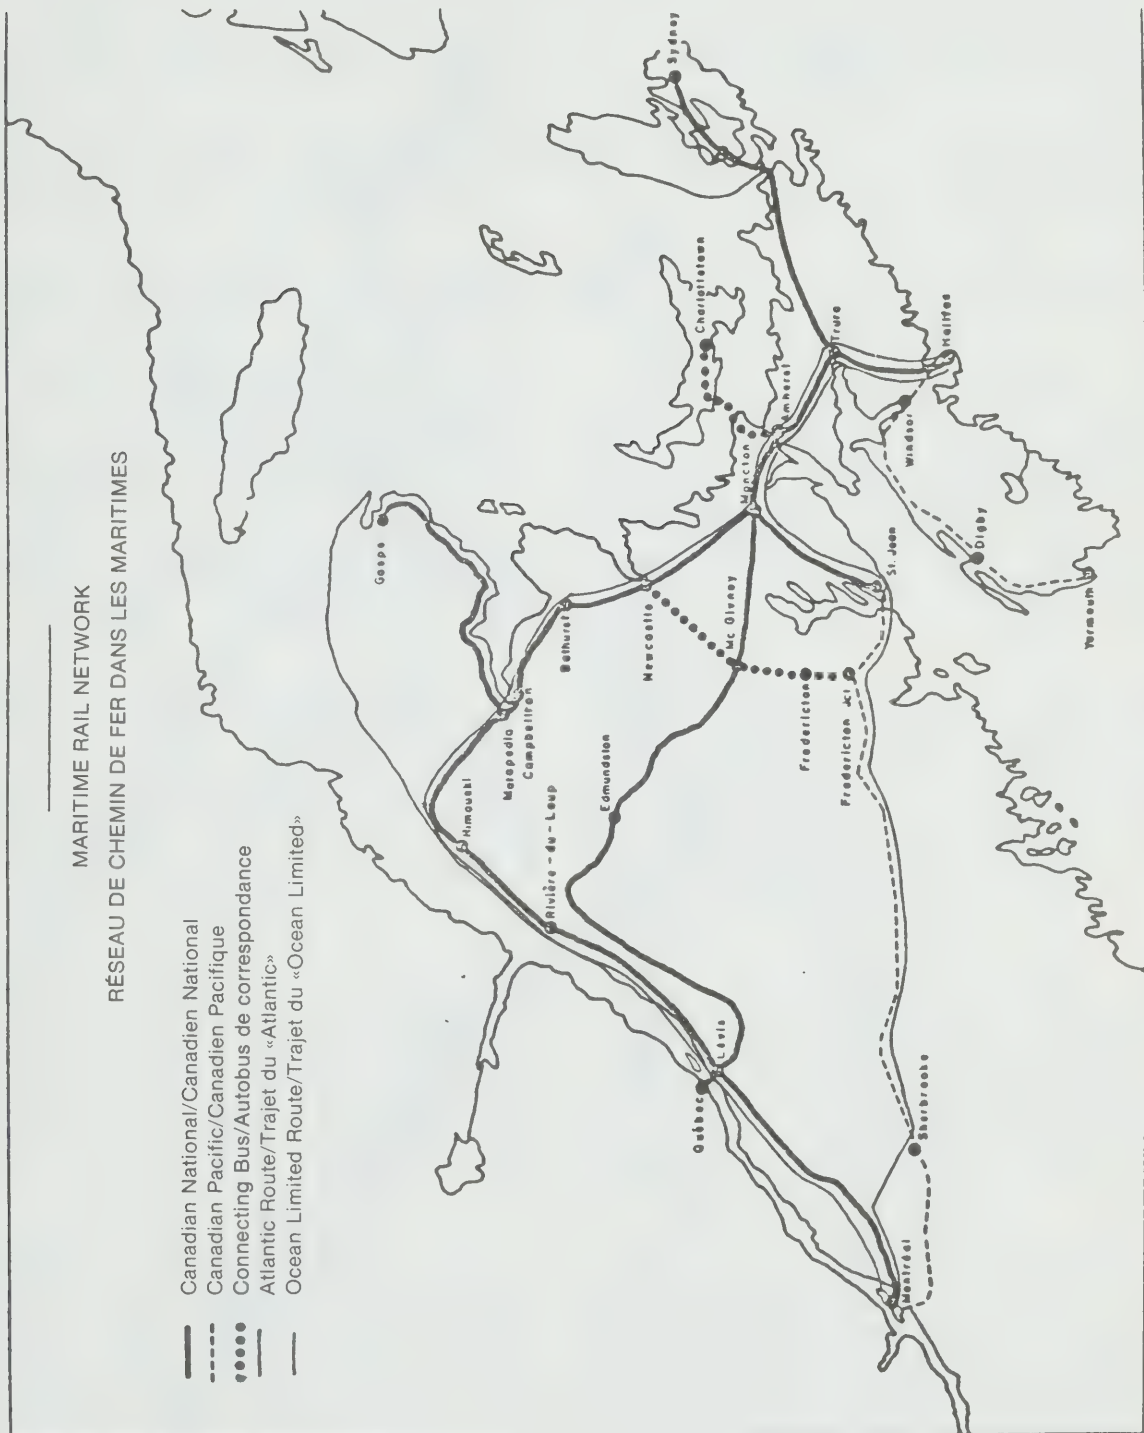 MARITIME RAIL NETWORK
RÉSEAU DE CHEMIN DE FER DANS LES MARITIMES
Canadian National/Canadien National
Canadian Pacific/Canadien Pacifique
Connecting Bus/Autobus de correspondance
Atlantic Route/Trajet du «Atlantic»
Ocean Limited Route/Trajet du «Ocean Limited»
Sydney
Charlottetown
Gaspé
Truro
Amherst
Halifax
Moncton
Windsor
Digby
Yarmouth
St. Jean
Bathurst
Newcastle
Mc Givney
Matapedia
Campbellton
Fredericton
Fredericton Jct
Rimouski
Edmundston
Rivière-du-Loup
Lévis
Québec
Sherbrooke
Montréal